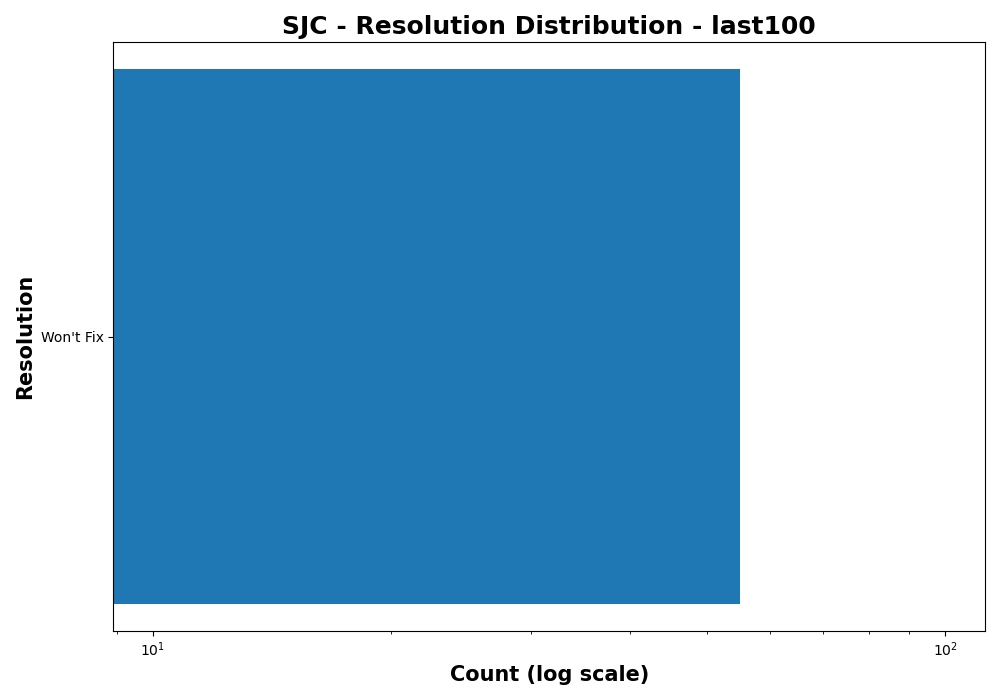 SJC - Resolution Distribution - last100
Resolution
Won't Fix
10¹
10²
Count (log scale)